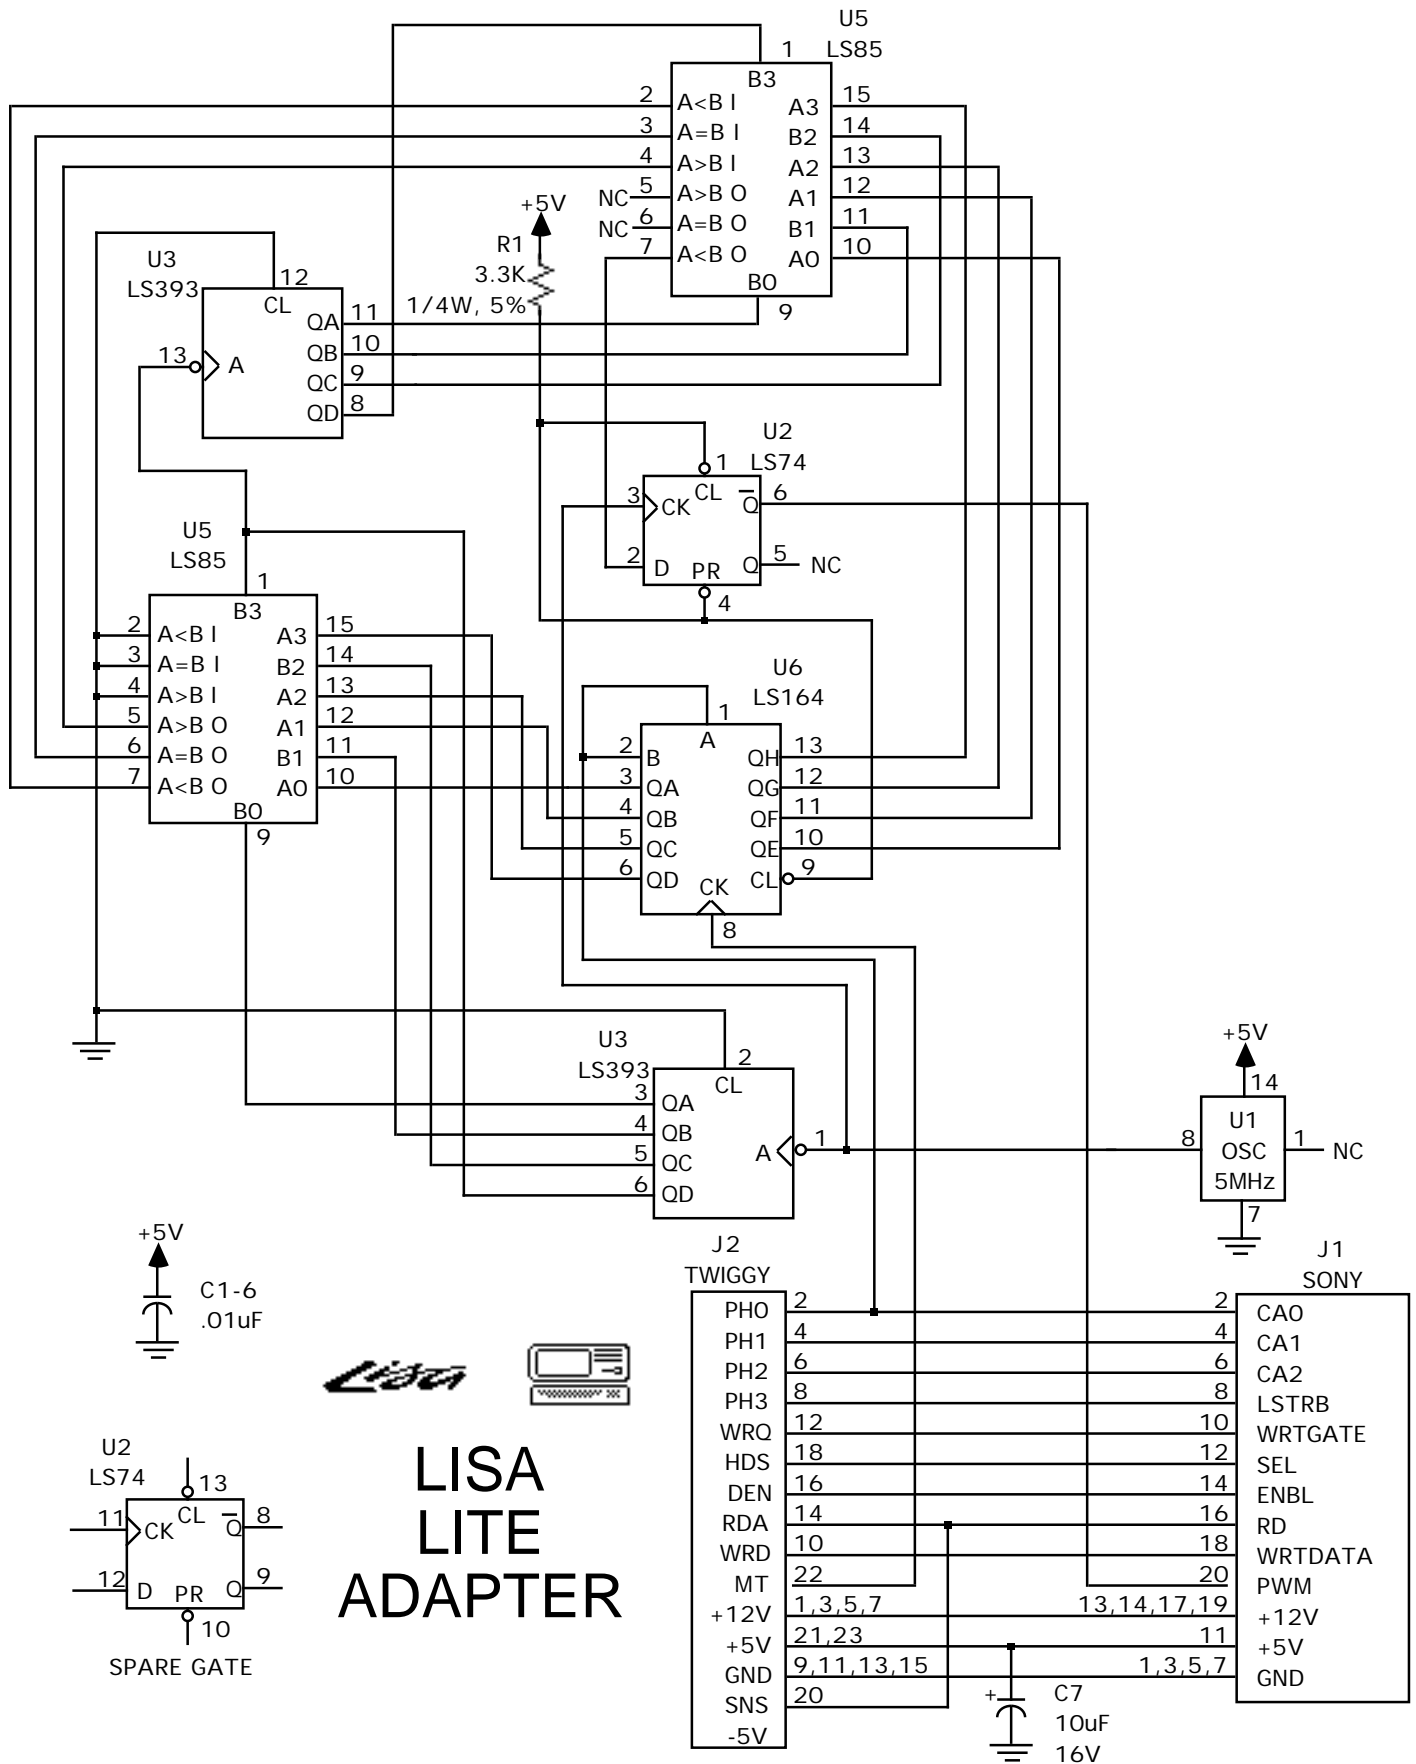 U5
LS85
1
B3
2 A<B I A3 15
3 A=B I B2 14
4 A>B I A2 13
NC 5 A>B O A1 12
NC 6 A=B O B1 11
7 A<B O A0 10
B0
9
+5V
R1
3.3K
1/4W, 5%
U3
LS393
12
CL
QA 11
QB 10
13 A
QC 9
QD 8
U2
LS74
1
3 CK CL Q 6
2 D PR Q 5 NC
4
U5
LS85
1
B3
2 A<B I A3 15
3 A=B I B2 14
4 A>B I A2 13
5 A>B O A1 12
6 A=B O B1 11
7 A<B O A0 10
B0
9
U6
LS164
1
A
2 B QH 13
3 QA QG 12
4 QB QF 11
5 QC QE 10
6 QD CL 9
CK
8
U3
LS393
2
CL
3 QA
4 QB
5 QC
6 QD
A 1
+5V
14
U1
8 OSC 1 NC
5MHz
7
+5V
C1-6
.01uF
Lisa
LISA
LITE
ADAPTER
U2
LS74
13
11 CK CL Q 8
12 D PR Q 9
10
SPARE GATE
J2
TWIGGY
J1
SONY
PH0 2 2 CA0
PH1 4 4 CA1
PH2 6 6 CA2
PH3 8 8 LSTRB
WRQ 12 10 WRTGATE
HDS 18 12 SEL
DEN 16 14 ENBL
RDA 14 16 RD
WRD 10 18 WRTDATA
MT 22 20 PWM
+12V 1,3,5,7 13,14,17,19 +12V
+5V 21,23 11 +5V
GND 9,11,13,15 1,3,5,7 GND
SNS 20
-5V
+ C7
10uF
16V